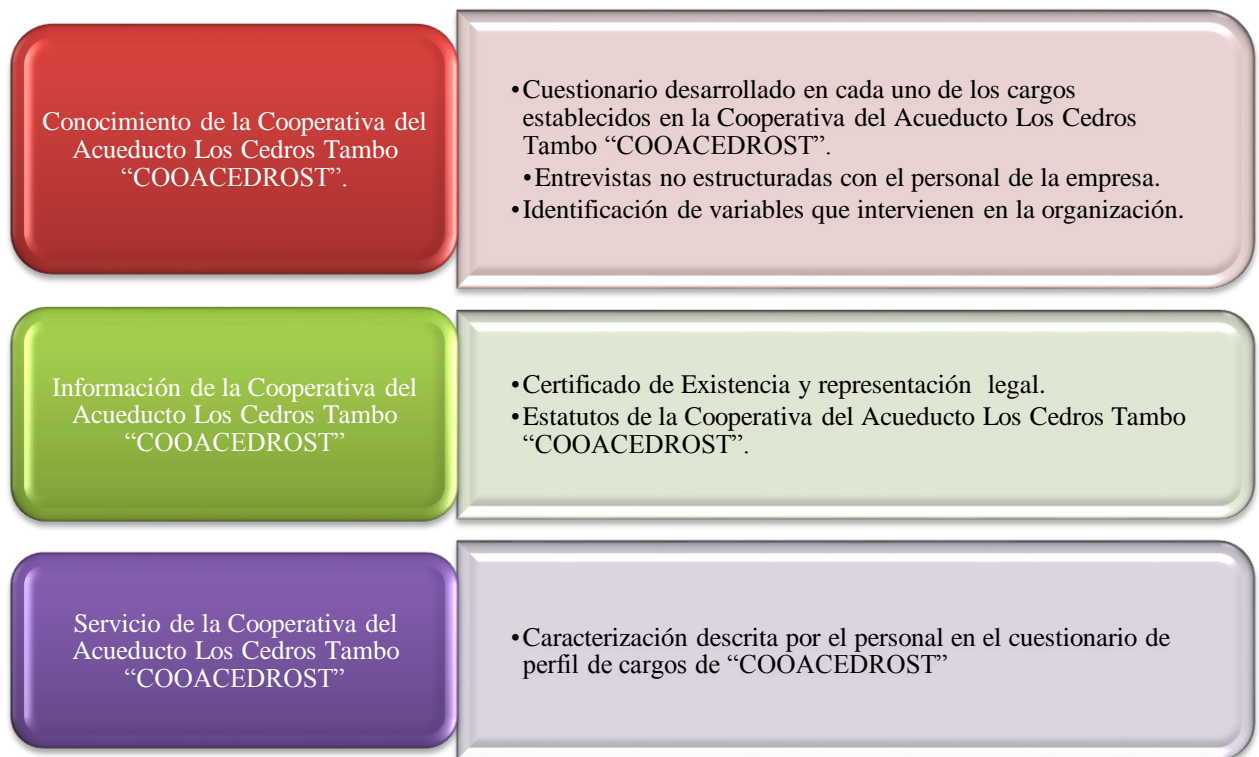 Conocimiento de la Cooperativa del
Acueducto Los Cedros Tambo
“COOACEDROST”.
•Cuestionario desarrollado en cada uno de los cargos
establecidos en la Cooperativa del Acueducto Los Cedros
Tambo “COOACEDROST”.
•Entrevistas no estructuradas con el personal de la empresa.
•Identificación de variables que intervienen en la organización.
Información de la Cooperativa del
Acueducto Los Cedros Tambo
“COOACEDROST”
•Certificado de Existencia y representación legal.
•Estatutos de la Cooperativa del Acueducto Los Cedros Tambo
“COOACEDROST”.
Servicio de la Cooperativa del
Acueducto Los Cedros Tambo
“COOACEDROST”
•Caracterización descrita por el personal en el cuestionario de
perfil de cargos de “COOACEDROST”